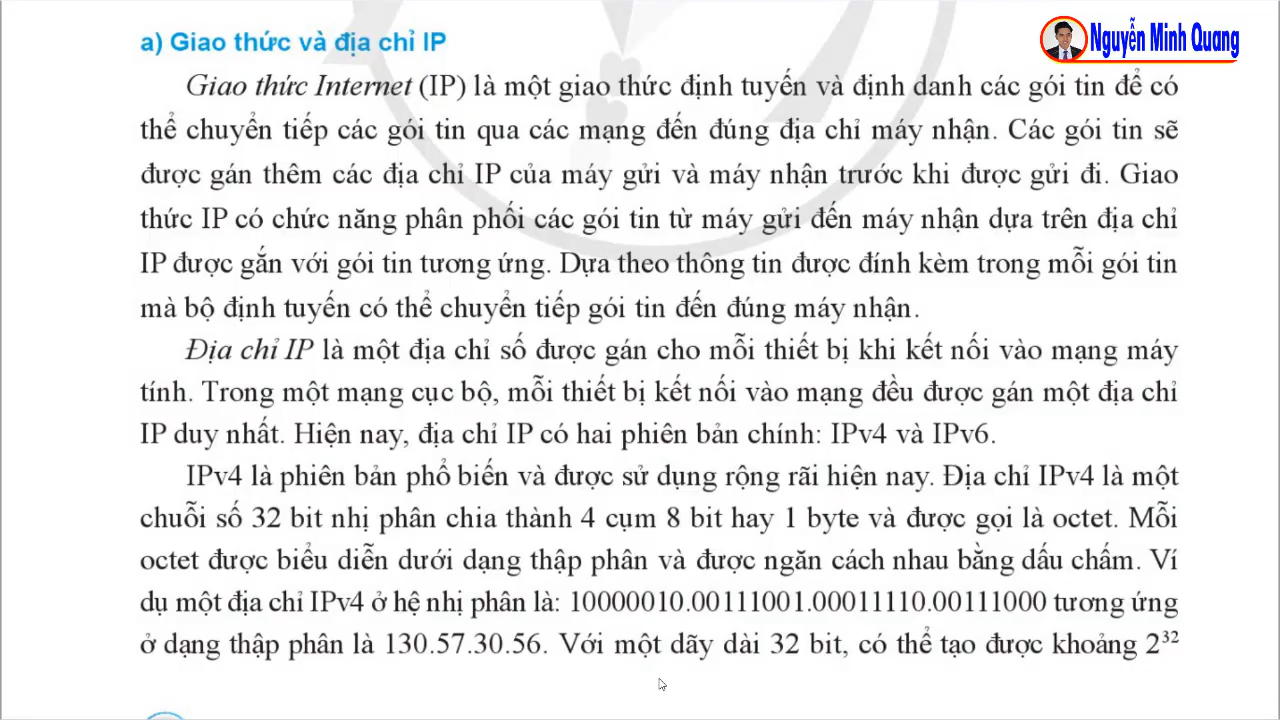 Nguyễn Minh Quang
a) Giao thức và địa chỉ IP
Giao thức Internet (IP) là một giao thức định tuyến và định danh các gói tin để có
thể chuyển tiếp các gói tin qua các mạng đến đúng địa chỉ máy nhận. Các gói tin sẽ
được gán thêm các địa chỉ IP của máy gửi và máy nhận trước khi được gửi đi. Giao
thức IP có chức năng phân phối các gói tin từ máy gửi đến máy nhận dựa trên địa chỉ
IP được gắn với gói tin tương ứng. Dựa theo thông tin được đính kèm trong mỗi gói tin
mà bộ định tuyến có thể chuyển tiếp gói tin đến đúng máy nhận.
Địa chỉ IP là một địa chỉ số được gán cho mỗi thiết bị khi kết nối vào mạng máy
tính. Trong một mạng cục bộ, mỗi thiết bị kết nối vào mạng đều được gán một địa chỉ
IP duy nhất. Hiện nay, địa chỉ IP có hai phiên bản chính: IPv4 và IPv6.
IPv4 là phiên bản phổ biến và được sử dụng rộng rãi hiện nay. Địa chỉ IPv4 là một
chuỗi số 32 bit nhị phân chia thành 4 cụm 8 bit hay 1 byte và được gọi là octet. Mỗi
octet được biểu diễn dưới dạng thập phân và được ngăn cách nhau bằng dấu chấm. Ví
dụ một địa chỉ IPv4 ở hệ nhị phân là: 10000010.00111001.00011110.00111000 tương ứng
ở dạng thập phân là 130.57.30.56. Với một dãy dài 32 bit, có thể tạo được khoảng 2³²